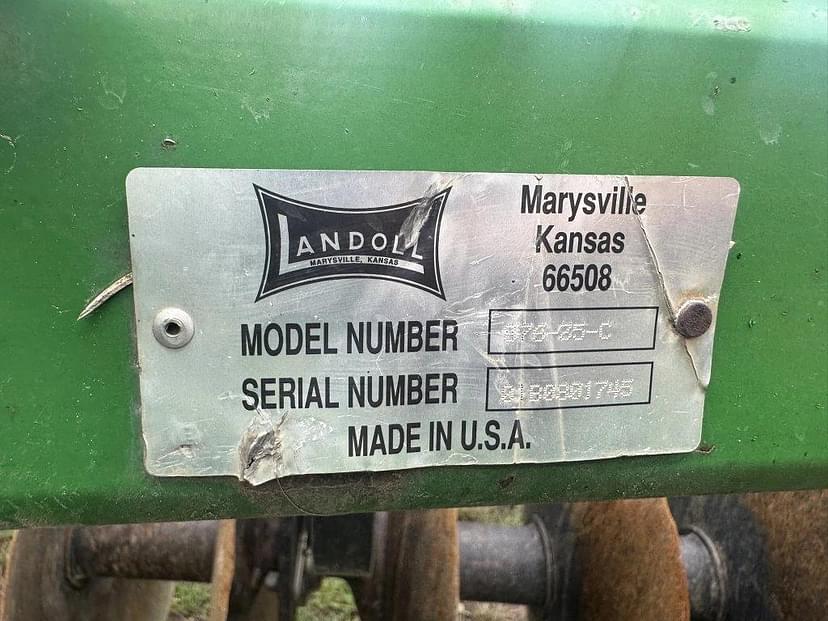 LANDOLL
MARYSVILLE, KANSAS
Marysville
Kansas
66508
MODEL NUMBER
SERIAL NUMBER
MADE IN U.S.A.